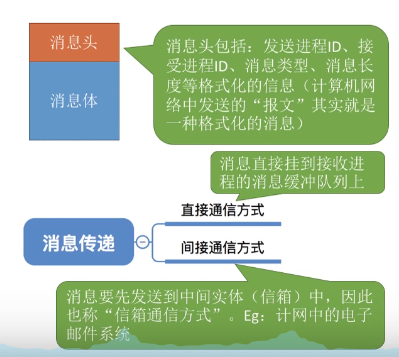 消息头
消息体
消息头包括：发送进程ID、接
受进程ID、消息类型、消息长
度等格式化的信息（计算机网
络中发送的“报文”其实就是
一种格式化的消息）
消息直接挂到接收进
程的消息缓冲队列上
直接通信方式
消息传递
间接通信方式
消息要先发送到中间实体（信箱）中，因此
也称“信箱通信方式”。Eg：计网中的电子
邮件系统